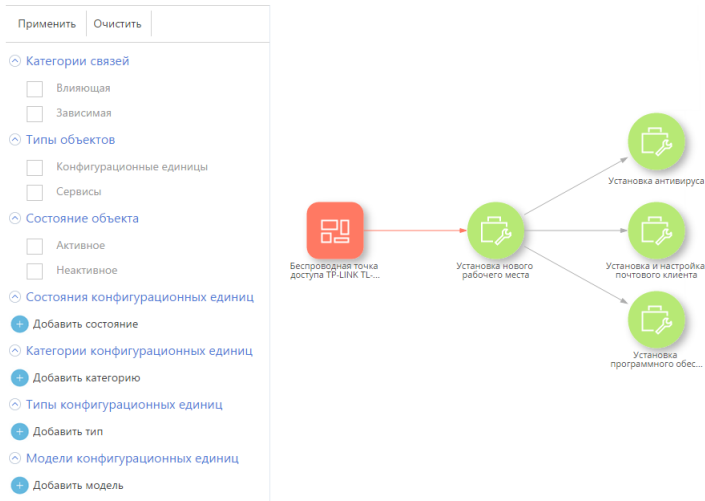 Применить
Очистить
Категории связей
Влияющая
Зависимая
Типы объектов
Конфигурационные единицы
Сервисы
Состояние объекта
Активное
Неактивное
Состояния конфигурационных единиц
Добавить состояние
Категории конфигурационных единиц
Добавить категорию
Типы конфигурационных единиц
Добавить тип
Модели конфигурационных единиц
Добавить модель
Беспроводная точка
доступа TP-LINK TL-...
Установка нового
рабочего места
Установка антивируса
Установка и настройка
почтового клиента
Установка
программного обес...